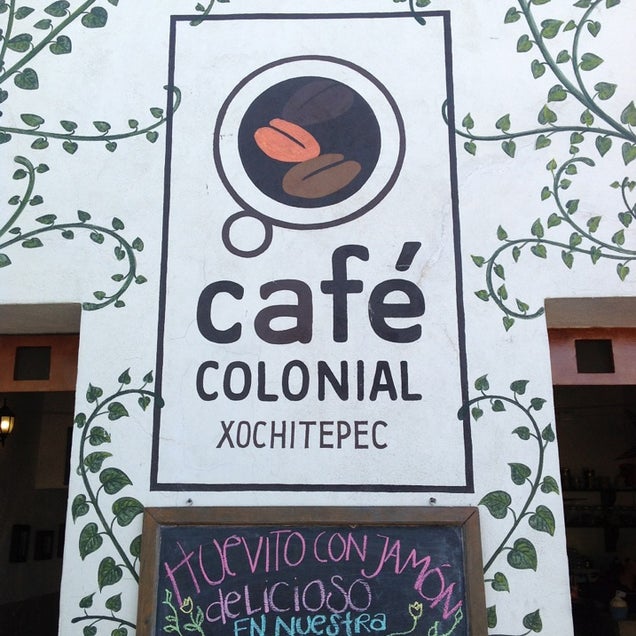 café
COLONIAL
XOCHITEPEC
HUEVITO CON JAMÓN
deLICIOSO
EN NUESTRA